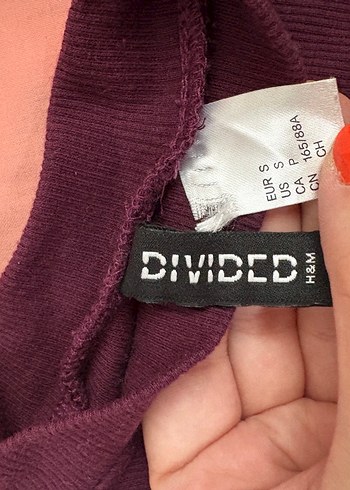 EUR S
US S
CA P
CN 165/88A
CH
DIVIDED
H&M